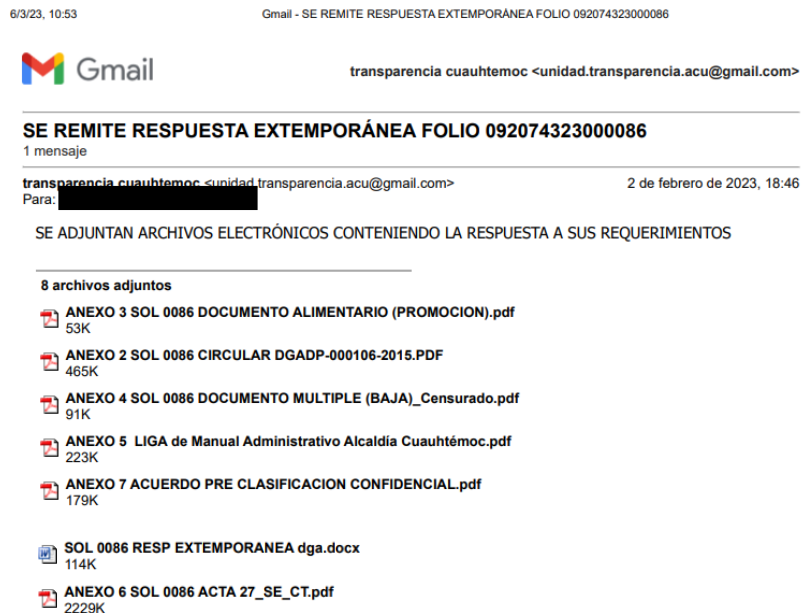 6/3/23, 10:53 Gmail - SE REMITE RESPUESTA EXTEMPORÁNEA FOLIO 092074323000086
Gmail transparencia cuauhtemoc <unidad.transparencia.acu@gmail.com>
SE REMITE RESPUESTA EXTEMPORÁNEA FOLIO 092074323000086
1 mensaje
transparencia cuauhtemoc <unidad.transparencia.acu@gmail.com> 2 de febrero de 2023, 18:46
Para:
SE ADJUNTAN ARCHIVOS ELECTRÓNICOS CONTENIENDO LA RESPUESTA A SUS REQUERIMIENTOS
8 archivos adjuntos
ANEXO 3 SOL 0086 DOCUMENTO ALIMENTARIO (PROMOCION).pdf
53K
ANEXO 2 SOL 0086 CIRCULAR DGADP-000106-2015.PDF
465K
ANEXO 4 SOL 0086 DOCUMENTO MULTIPLE (BAJA)_Censurado.pdf
91K
ANEXO 5 LIGA de Manual Administrativo Alcaldía Cuauhtémoc.pdf
223K
ANEXO 7 ACUERDO PRE CLASIFICACION CONFIDENCIAL.pdf
179K
SOL 0086 RESP EXTEMPORANEA dga.docx
114K
ANEXO 6 SOL 0086 ACTA 27_SE_CT.pdf
2229K